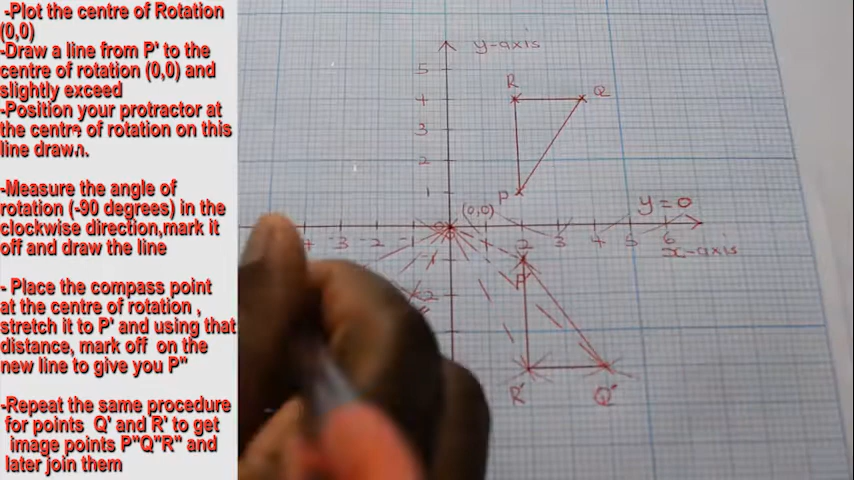 -Plot the centre of Rotation
(0,0)
-Draw a line from P' to the
centre of rotation (0,0) and
slightly exceed
-Position your protractor at
the centre of rotation on this
line drawn.
-Measure the angle of
rotation (-90 degrees) in the
clockwise direction,mark it
off and draw the line
- Place the compass point
at the centre of rotation ,
stretch it to P' and using that
distance, mark off on the
new line to give you P"
-Repeat the same procedure
for points Q' and R' to get
image points P"Q"R" and
later join them
y-axis
5
R
Q
4
3
2
1
P
(0,0)
y=0
-3 -2 -1 2 3 4 5 6
x-axis
-1
P'
-2
R' Q'